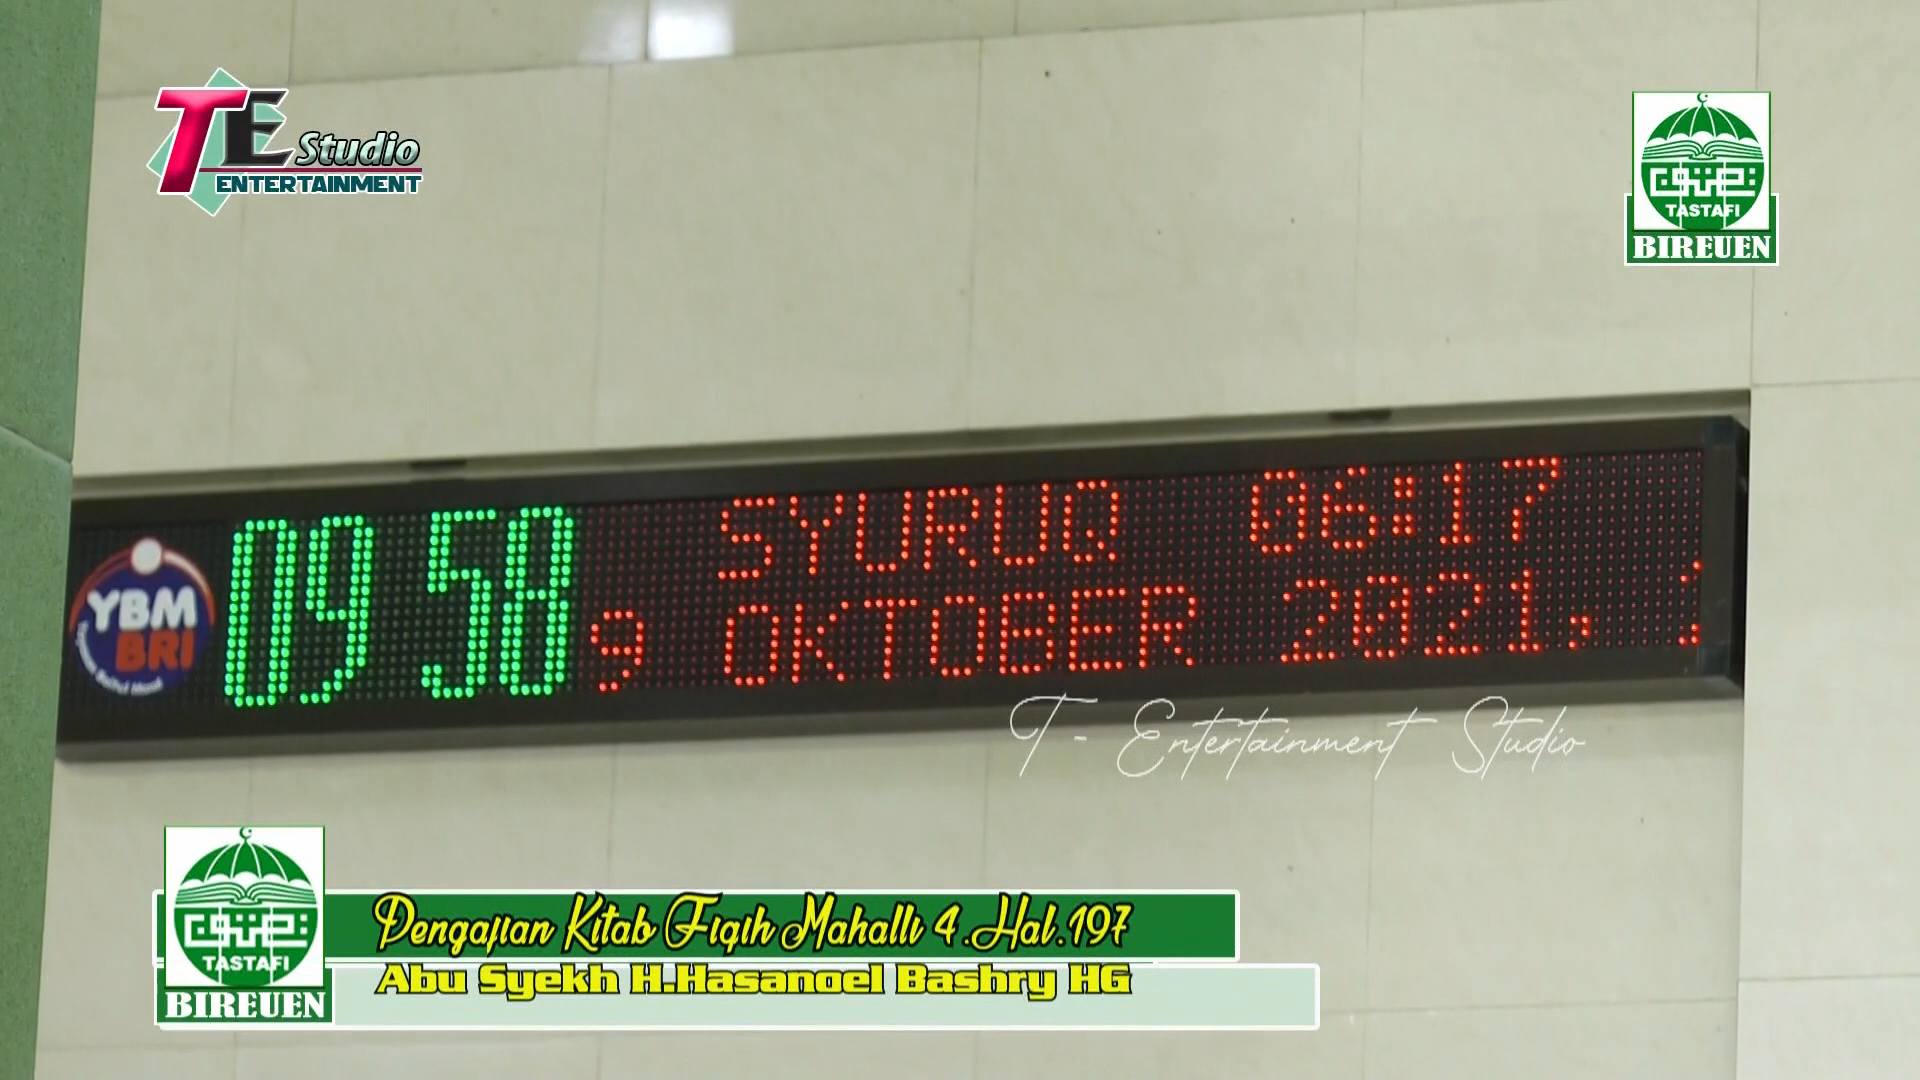 TE Studio
ENTERTAINMENT
TASTAFI
BIREUEN
SYURUQ 06:17
YBM
BRI
09 58
9 OKTOBER 2021,
T - Entertainment Studio
Pengajian Kitab Fiqih Mahalli 4.Hal.197
TASTAFI
Abu Syekh H.Hasanoel Bashry HG
BIREUEN